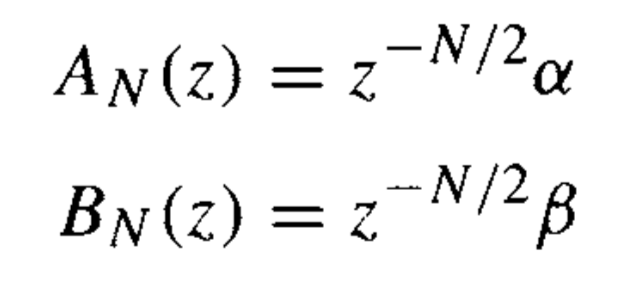 A_N(z) = z^{-N/2}α
B_N(z) = z^{-N/2}β